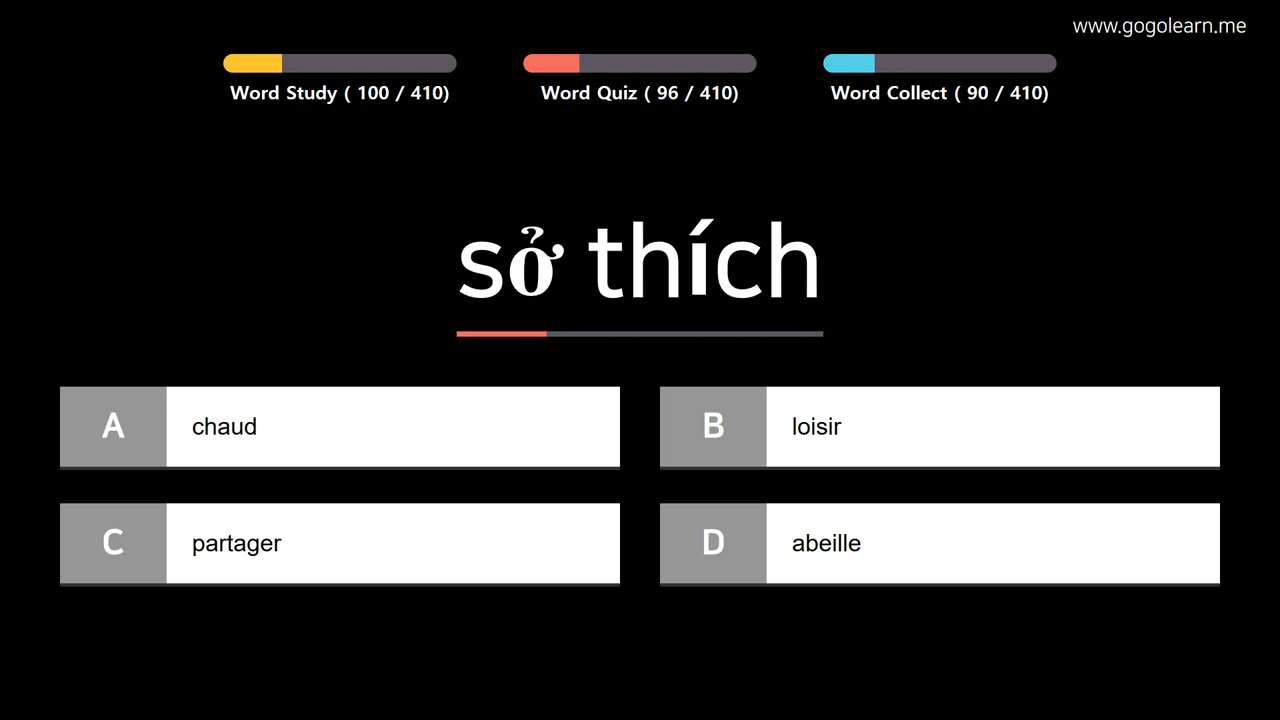 www.gogolearn.me
Word Study ( 100 / 410)
Word Quiz ( 96 / 410)
Word Collect ( 90 / 410)
sở thích
A chaud
B loisir
C partager
D abeille